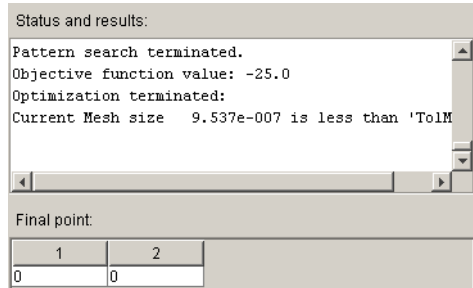 Status and results:
Pattern search terminated.
Objective function value: -25.0
Optimization terminated:
Current Mesh size 9.537e-007 is less than 'TolM
Final point:
1 2
0 0